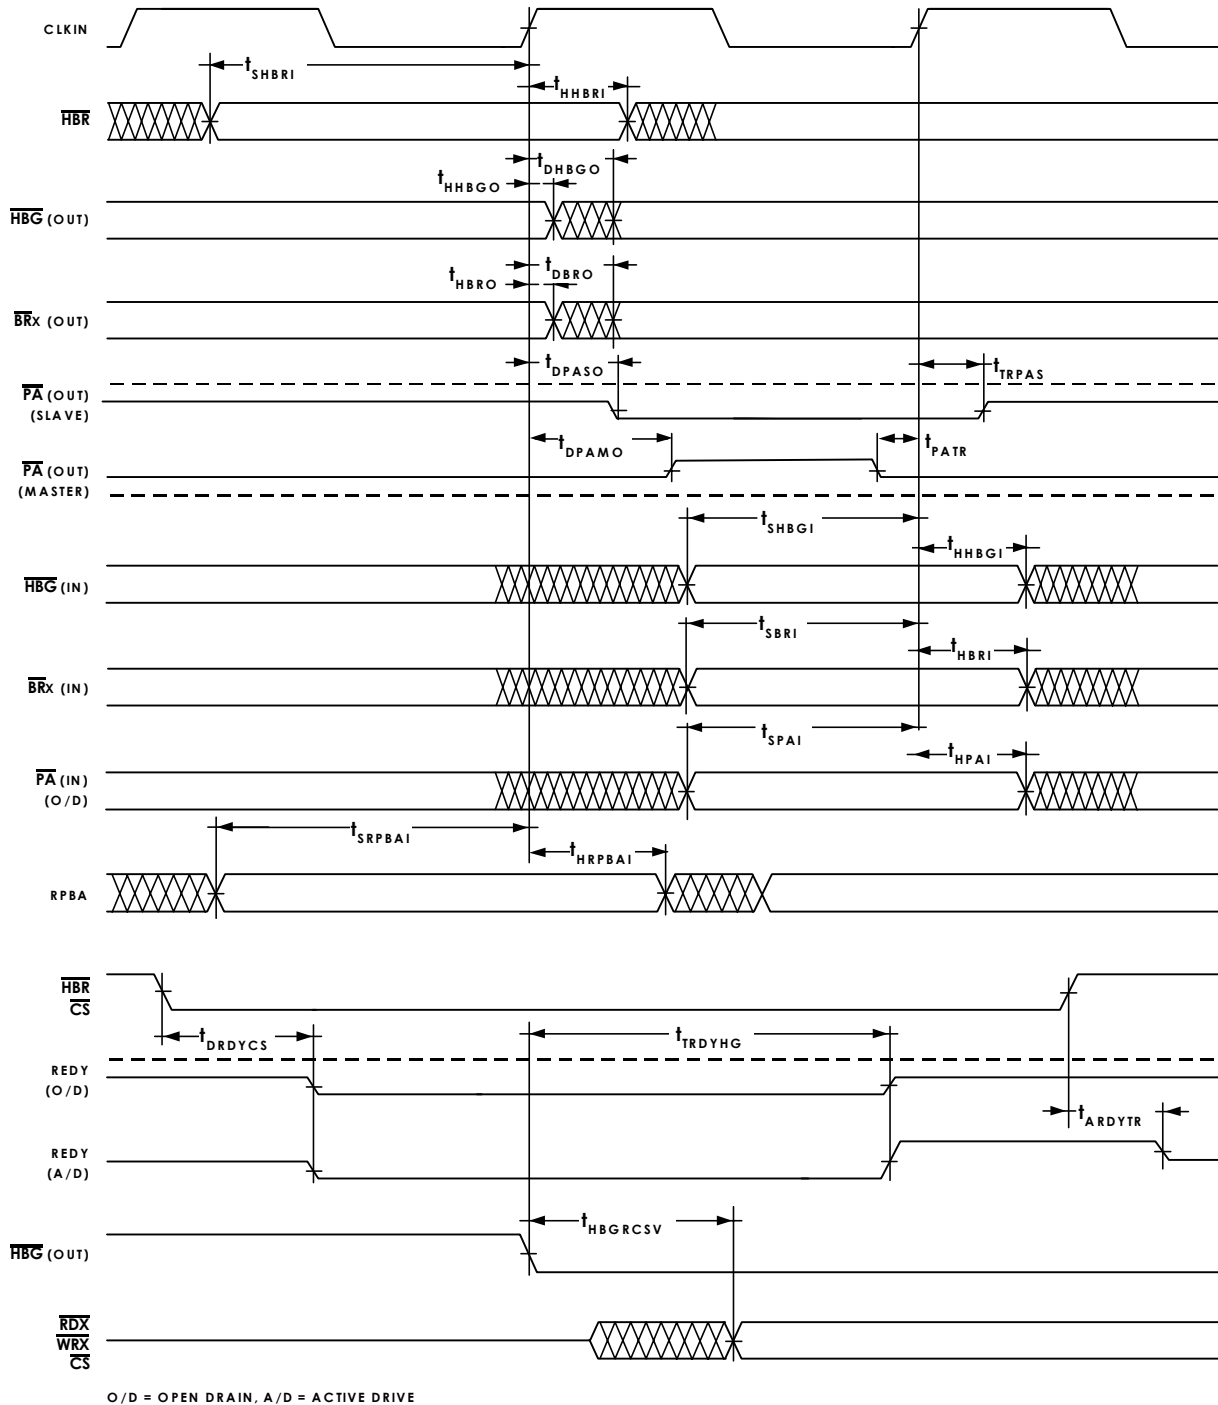 CLKIN
tSHBRI
tHHBRI
HBR
tDHBGO
tHHBGO
HBG (OUT)
tDBRO
tHBRO
BRX (OUT)
tDPASO
tTRPAS
PA (OUT)
(SLAVE)
tDPAMO
tPATR
PA (OUT)
(MASTER)
tSHBGI
tHHBGI
HBG (IN)
tSBRI
tHBRI
BRX (IN)
tSPAI
tHPAI
PA (IN)
(O/D)
tSRPBAI
tHRPBAI
RPBA
HBR
CS
tDRDYCS
tTRDYHG
REDY
(O/D)
tARDYTR
REDY
(A/D)
tHBGRCSV
HBG (OUT)
RDX
WRX
CS
O/D = OPEN DRAIN, A/D = ACTIVE DRIVE